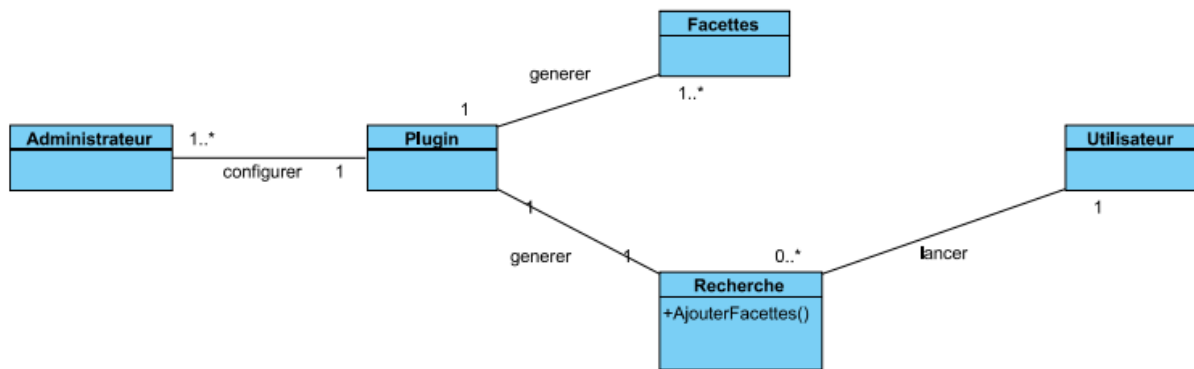 Facettes
generer
1..*
1
Administrateur
1..*
configurer
1
Plugin
Utilisateur
1
1
generer
1
0..*
lancer
Recherche
+AjouterFacettes()